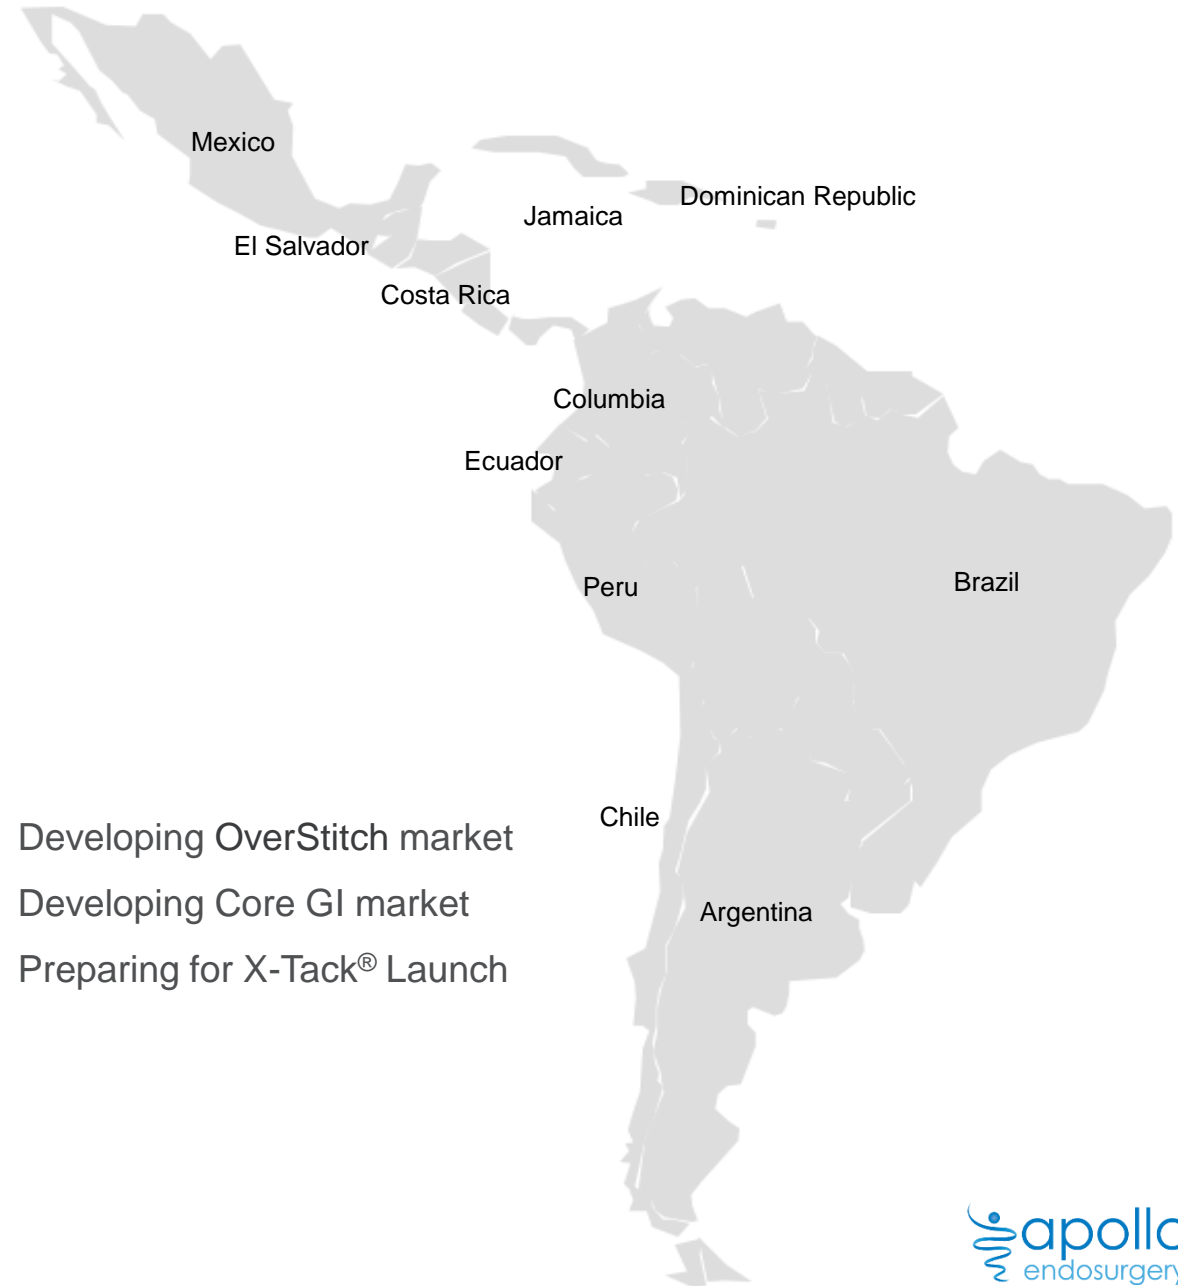 Mexico
Dominican Republic
Jamaica
El Salvador
Costa Rica
Columbia
Ecuador
Brazil
Peru
Chile
Argentina
Developing OverStitch market
Developing Core GI market
Preparing for X-Tack® Launch
apollo
endosurgery